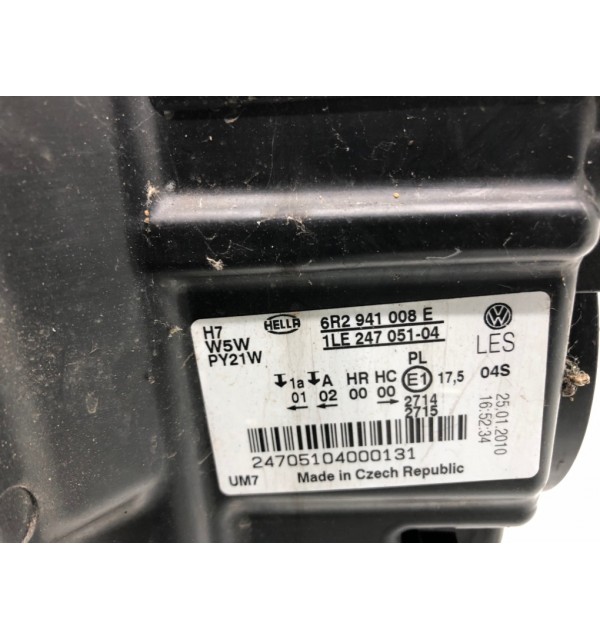 H7
W5W
PY21W
HELLA
6R2 941 008 E
1LE 247 051-04
VW
LES
PL
1a A HR HC E1 17,5 04S
01 02 00 00 2714
2715
25.01.2010
16:52:34
24705104000131
UM7
Made in Czech Republic